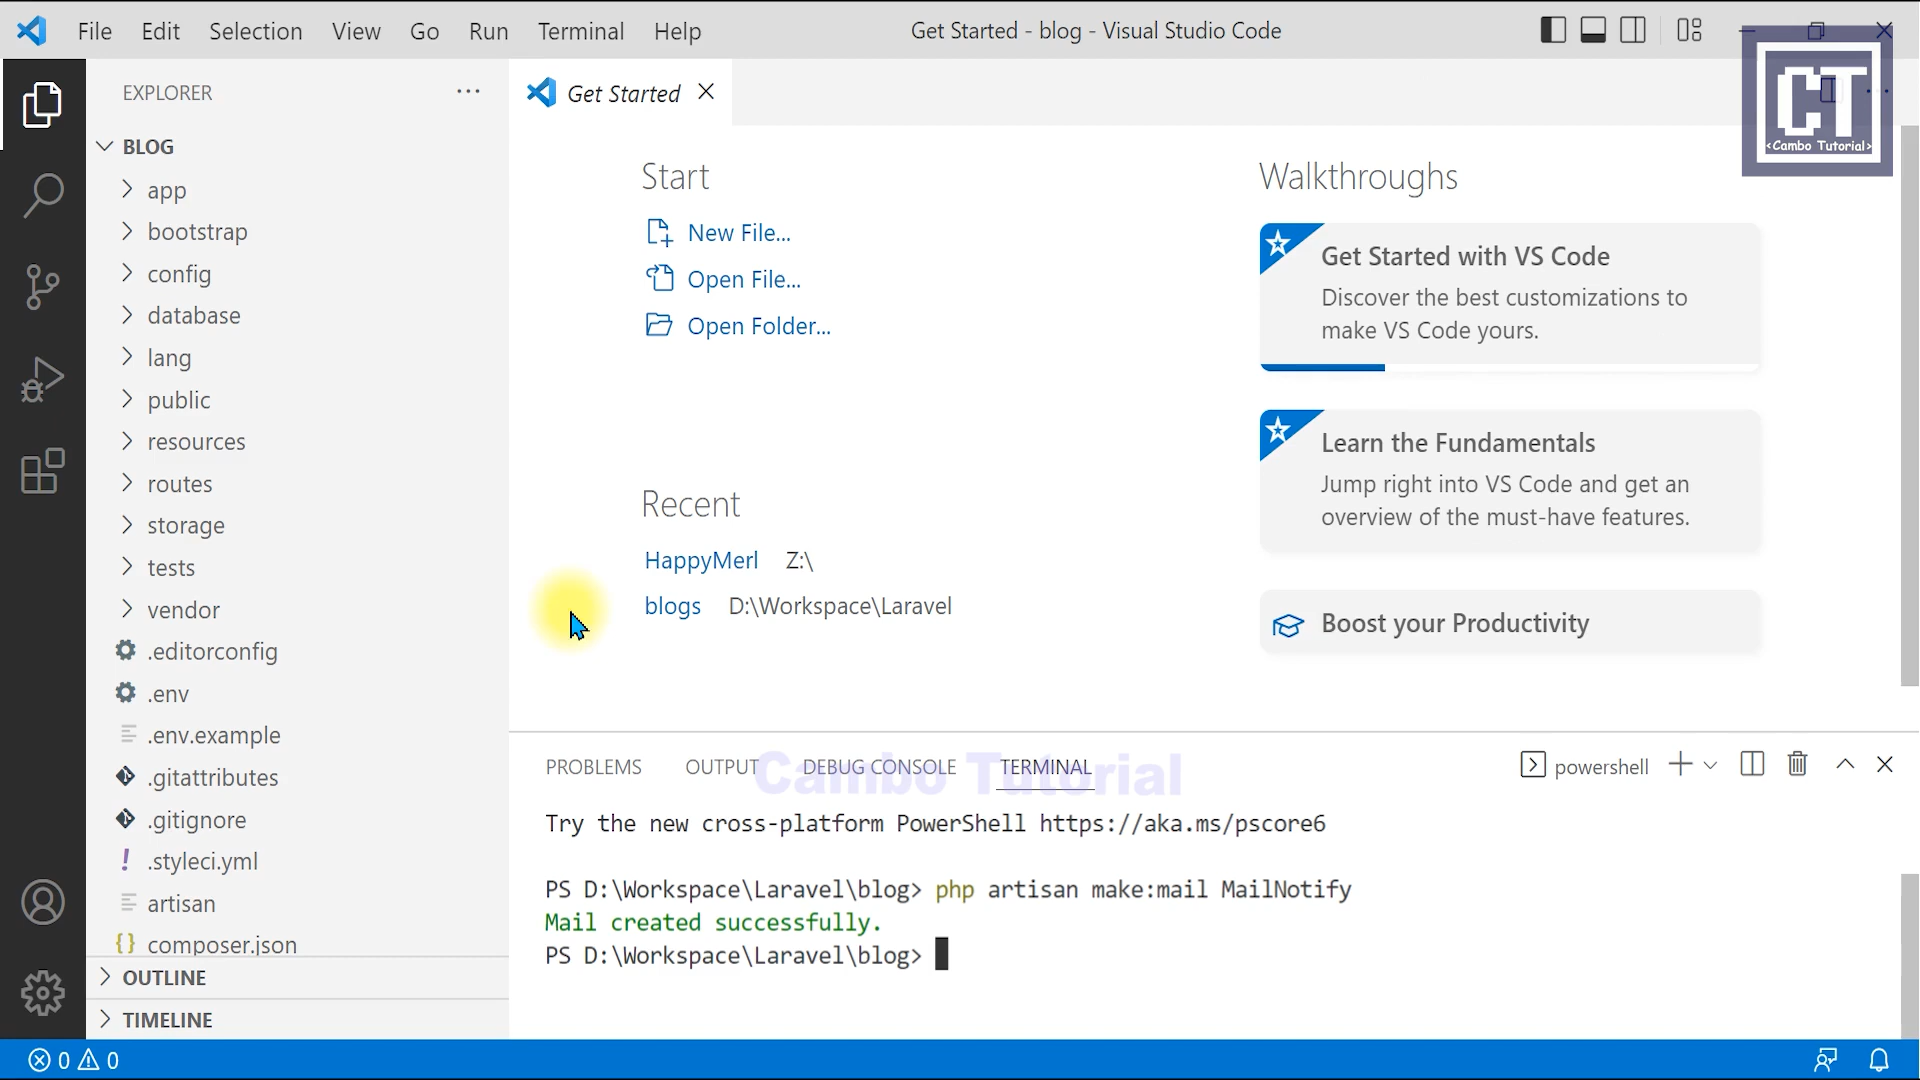 File Edit Selection View Go Run Terminal Help
Get Started - blog - Visual Studio Code
CT
<Cambo Tutorial>
EXPLORER
BLOG
app
bootstrap
config
database
lang
public
resources
routes
storage
tests
vendor
.editorconfig
.env
.env.example
.gitattributes
.gitignore
.styleci.yml
artisan
composer.json
OUTLINE
TIMELINE
Get Started
Start
New File...
Open File...
Open Folder...
Recent
HappyMerl Z:\
blogs D:\Workspace\Laravel
Walkthroughs
Get Started with VS Code
Discover the best customizations to
make VS Code yours.
Learn the Fundamentals
Jump right into VS Code and get an
overview of the must-have features.
Boost your Productivity
PROBLEMS OUTPUT DEBUG CONSOLE TERMINAL
Cambo Tutorial
powershell
Try the new cross-platform PowerShell https://aka.ms/pscore6
PS D:\Workspace\Laravel\blog> php artisan make:mail MailNotify
Mail created successfully.
PS D:\Workspace\Laravel\blog>
0 0